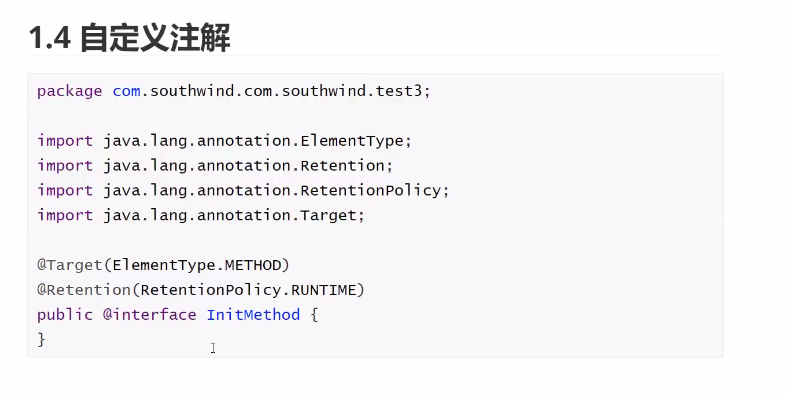 1.4 自定义注解
package com.southwind.com.southwind.test3;
import java.lang.annotation.ElementType;
import java.lang.annotation.Retention;
import java.lang.annotation.RetentionPolicy;
import java.lang.annotation.Target;
@Target(ElementType.METHOD)
@Retention(RetentionPolicy.RUNTIME)
public @interface InitMethod {
}